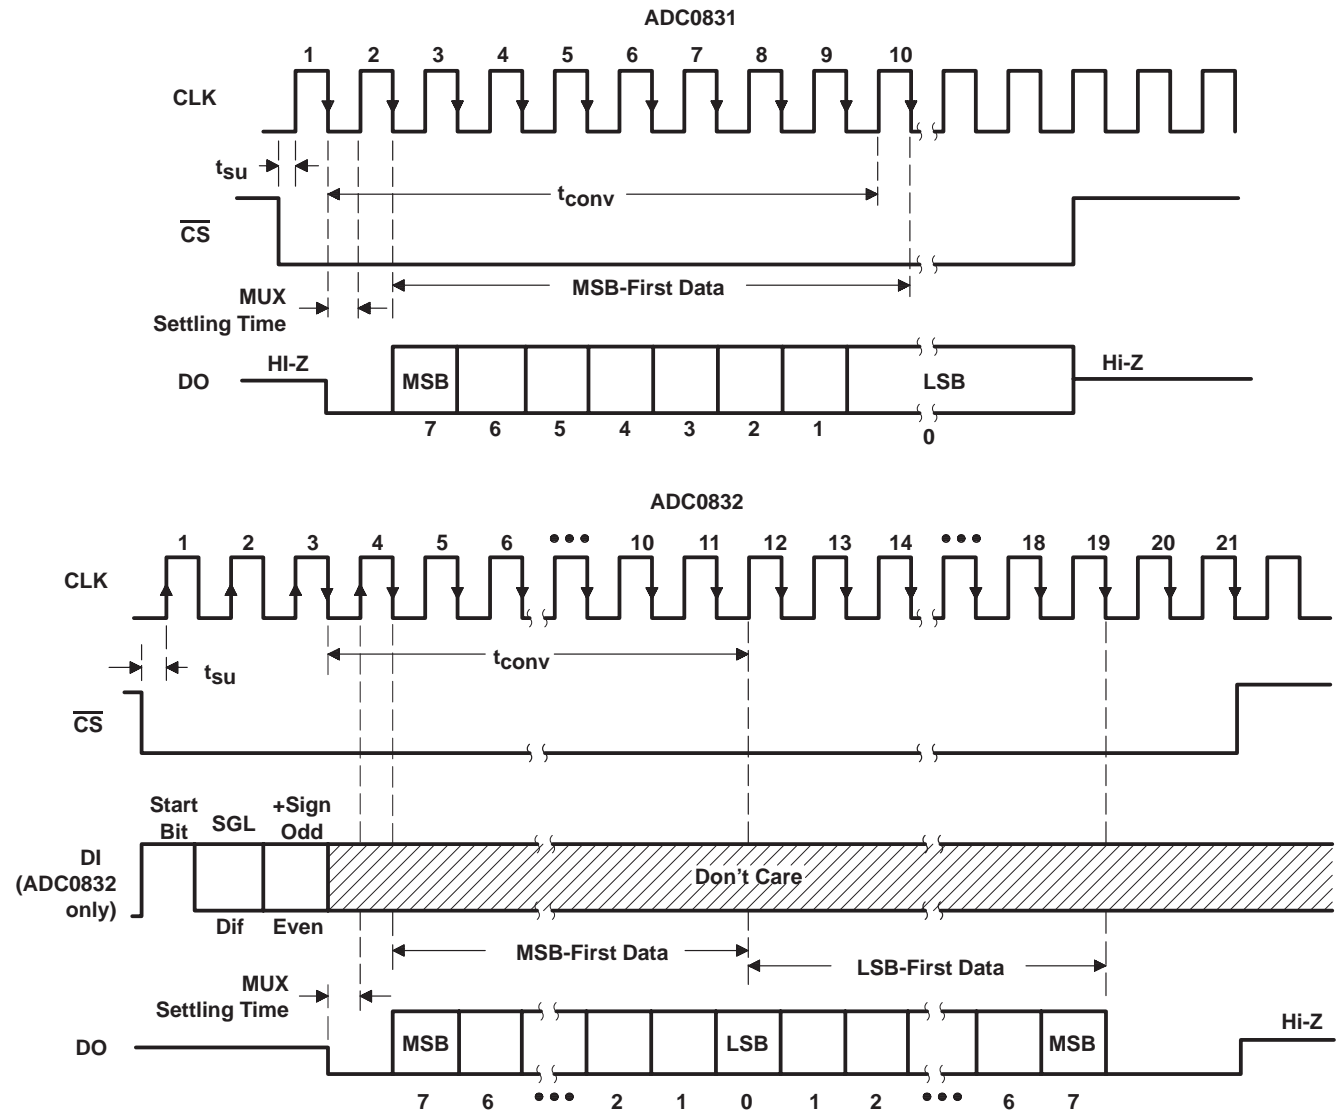 ADC0831
1 2 3 4 5 6 7 8 9 10
CLK
tsu
tconv
CS
MSB-First Data
MUX
Settling Time
HI-Z
Hi-Z
DO
MSB
LSB
7 6 5 4 3 2 1 0
ADC0832
1 2 3 4 5 6 ••• 10 11 12 13 14 ••• 18 19 20 21
CLK
tconv
tsu
CS
Start
Bit
SGL
+Sign
Odd
DI
(ADC0832
only)
Don't Care
Dif
Even
MSB-First Data
LSB-First Data
MUX
Settling Time
Hi-Z
DO
MSB
LSB
MSB
7 6 ••• 2 1 0 1 2 ••• 6 7